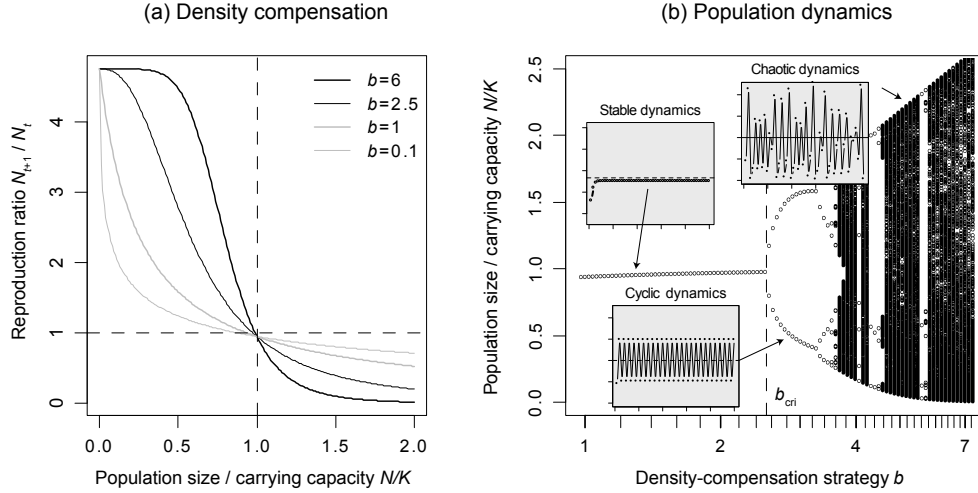 (a) Density compensation
Reproduction ratio N_{t+1} / N_t
0
1
2
3
4
b = 6
b = 2.5
b = 1
b = 0.1
0.0
0.5
1.0
1.5
2.0
Population size / carrying capacity N/K
(b) Population dynamics
Population size / carrying capacity N/K
0.0
0.5
1.0
1.5
2.0
2.5
Stable dynamics
Chaotic dynamics
Cyclic dynamics
b_{cri}
1
2
4
7
Density-compensation strategy b